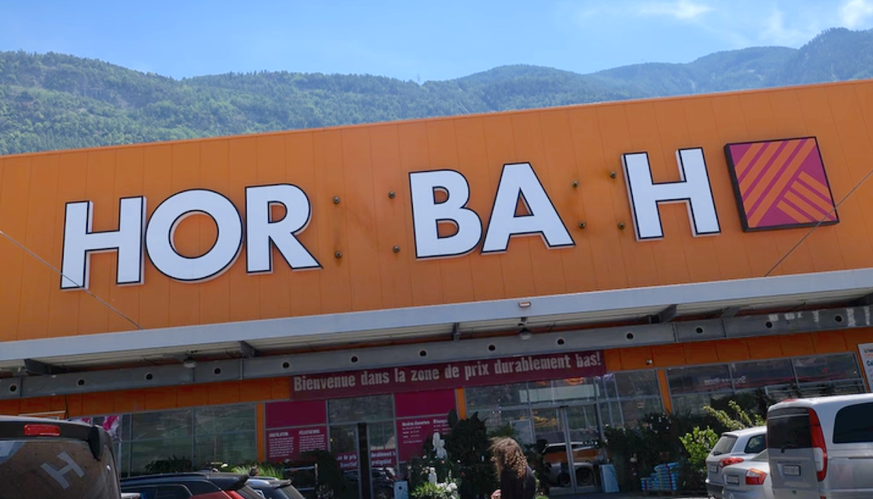 HOR BA H
Bienvenue dans la zone de prix durablement bas!